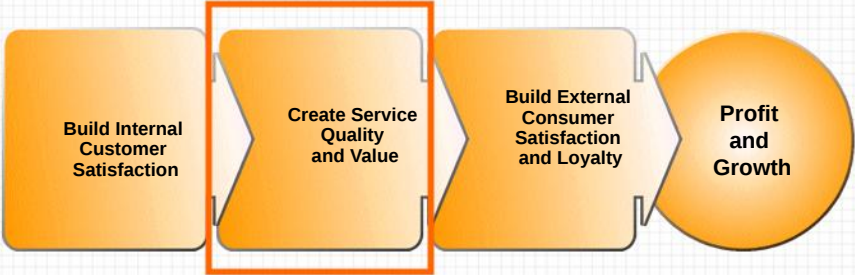 Build Internal
Customer
Satisfaction
Create Service
Quality
and Value
Build External
Consumer
Satisfaction
and Loyalty
Profit
and
Growth